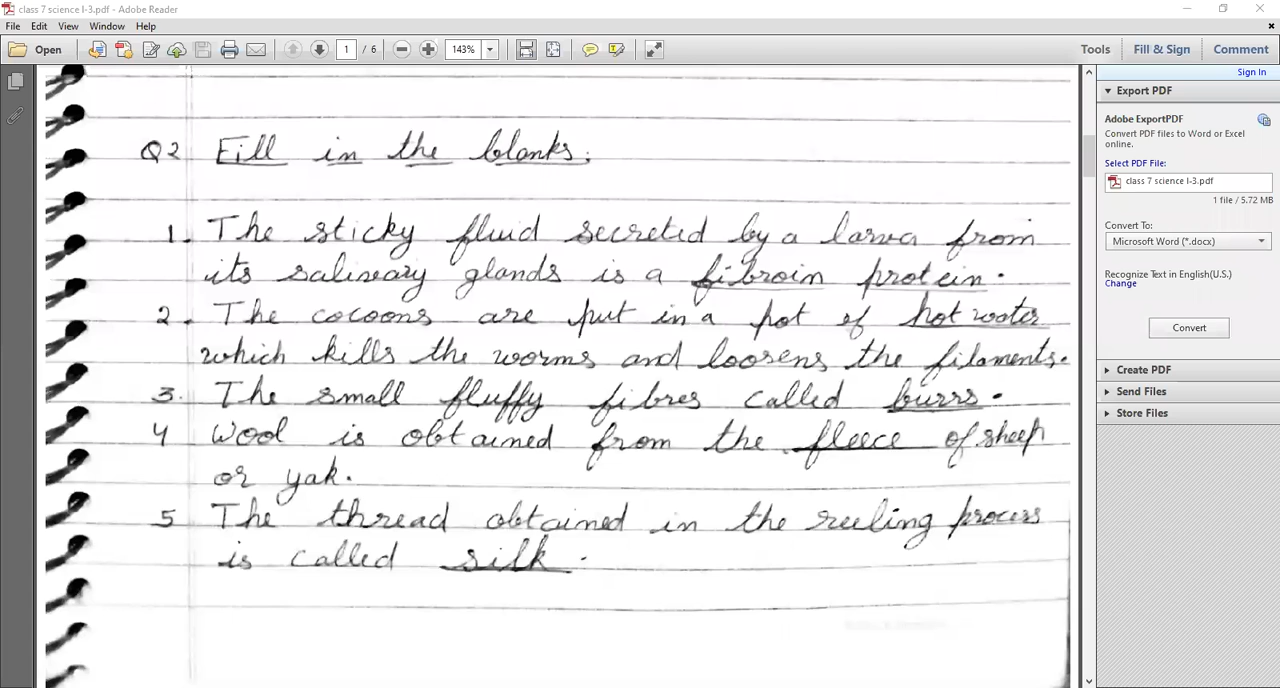 class 7 science l-3.pdf - Adobe Reader
File Edit View Window Help
Open 1 / 6 143% Tools Fill & Sign Comment
Sign In
Export PDF
Adobe ExportPDF
Convert PDF files to Word or Excel
online.
Select PDF File:
class 7 science l-3.pdf
1 file / 5.72 MB
Convert To:
Microsoft Word (*.docx)
Recognize Text in English(U.S.)
Change
Convert
Create PDF
Send Files
Store Files
Q2 Fill in the blanks:
1. The sticky fluid secreted by a larva from
its salineary glands is a fibroin protein.
2. The cocoons are put in a pot of hot water
which kills the worms and loosens the filaments.
3. The small fluffy fibres called burrs.
4 Wool is obtained from the fleece of sheep
or yak.
5 The thread obtained in the reeling process
is called silk.